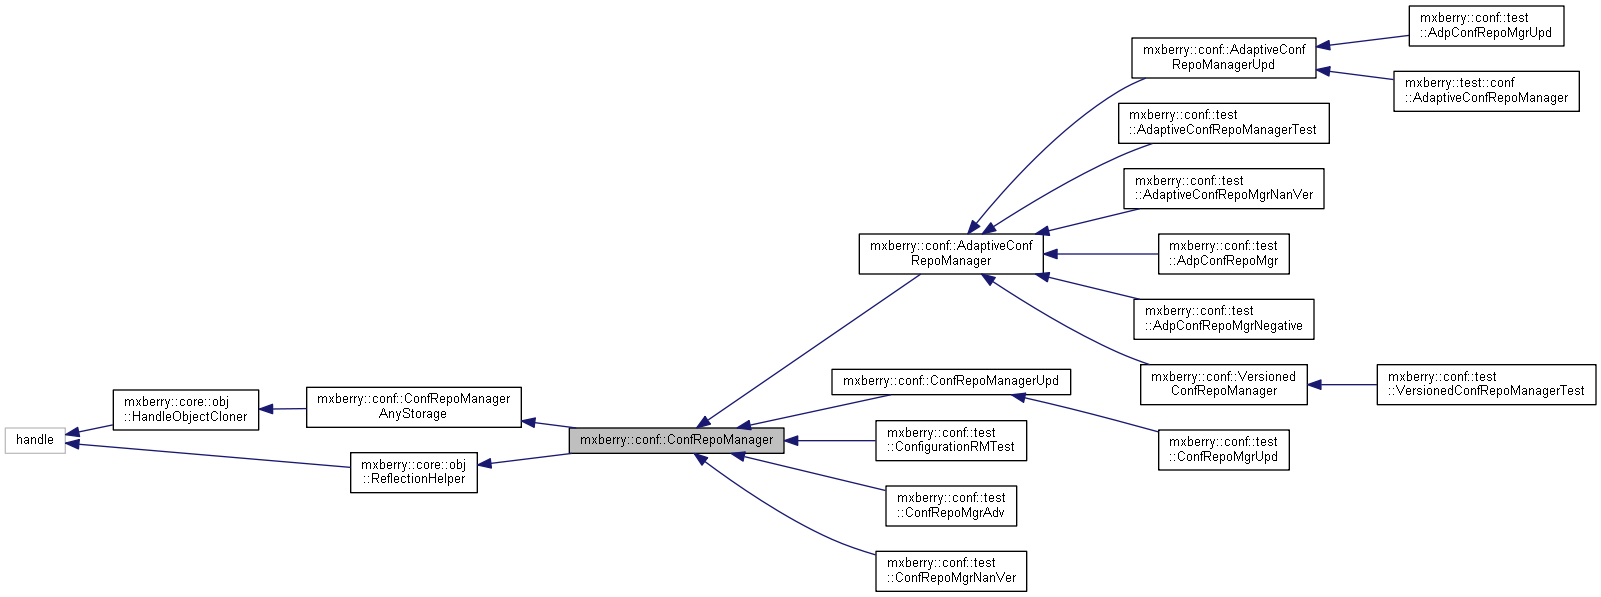 handle
mxberry::core::obj
::HandleObjectCloner
mxberry::core::obj
::ReflectionHelper
mxberry::conf::ConfRepoManager
AnyStorage
mxberry::conf::ConfRepoManager
mxberry::conf::AdaptiveConf
RepoManager
mxberry::conf::ConfRepoManagerUpd
mxberry::conf::test
::ConfigurationRMTest
mxberry::conf::test
::ConfRepoMgrAdv
mxberry::conf::test
::ConfRepoMgrNanVer
mxberry::conf::AdaptiveConf
RepoManagerUpd
mxberry::conf::test
::AdaptiveConfRepoManagerTest
mxberry::conf::test
::AdaptiveConfRepoMgrNanVer
mxberry::conf::test
::AdpConfRepoMgr
mxberry::conf::test
::AdpConfRepoMgrNegative
mxberry::conf::Versioned
ConfRepoManager
mxberry::conf::test
::ConfRepoMgrUpd
mxberry::conf::test
::AdpConfRepoMgrUpd
mxberry::test::conf
::AdaptiveConfRepoManager
mxberry::conf::test
::VersionedConfRepoManagerTest